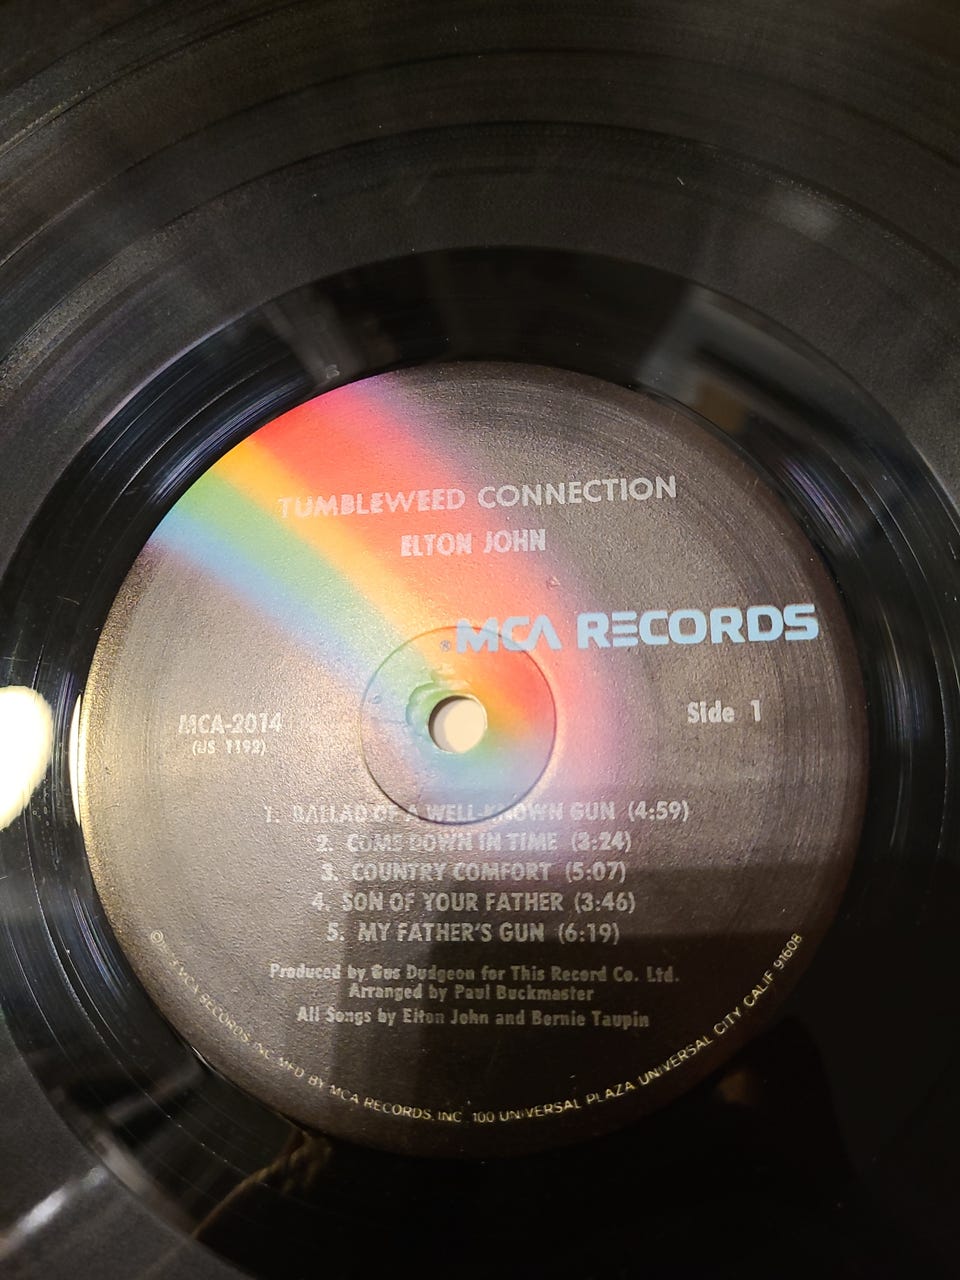 TUMBLEWEED CONNECTION
ELTON JOHN
® MCA RECORDS
MCA-2014
(US 1192)
Side 1
1. BALLAD OF A WELL-KNOWN GUN (4:59)
2. COME DOWN IN TIME (3:24)
3. COUNTRY COMFORT (5:07)
4. SON OF YOUR FATHER (3:46)
5. MY FATHER'S GUN (6:19)
Produced by Gus Dudgeon for This Record Co. Ltd.
Arranged by Paul Buckmaster
All Songs by Elton John and Bernie Taupin
MCA RECORDS, INC. MFD BY MCA RECORDS, INC. 100 UNIVERSAL PLAZA UNIVERSAL CITY CALIF 91608